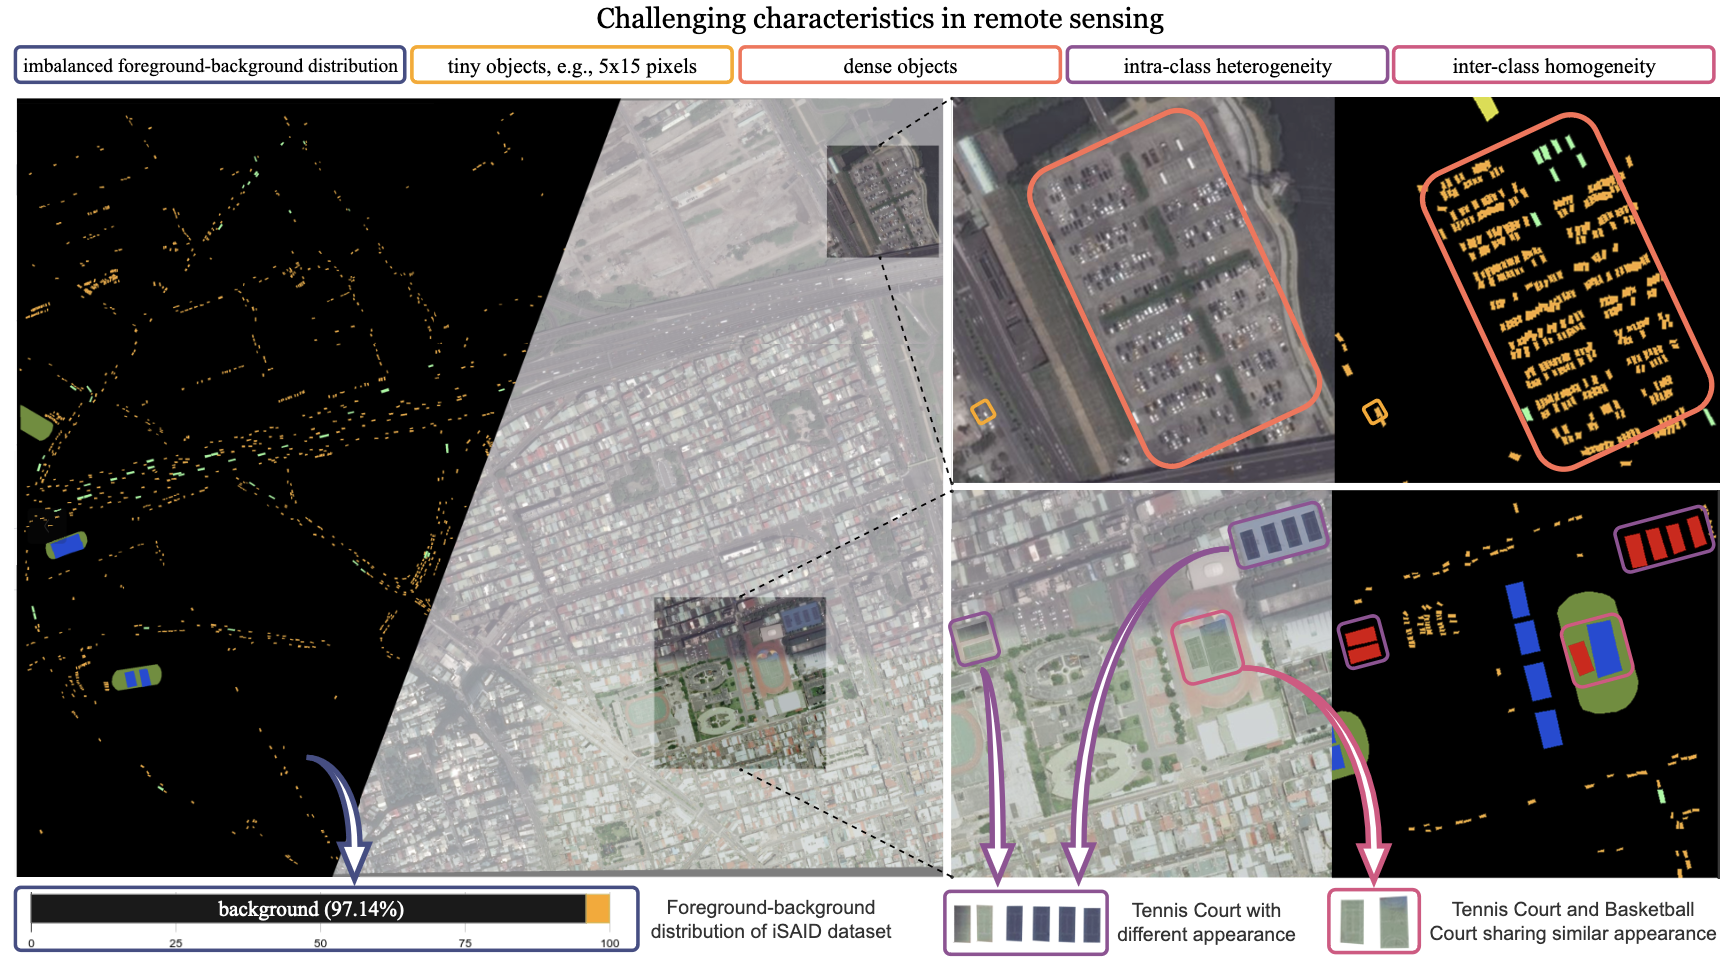 Challenging characteristics in remote sensing
imbalanced foreground-background distribution
tiny objects, e.g., 5x15 pixels
dense objects
intra-class heterogeneity
inter-class homogeneity
background (97.14%)
0 25 50 75 100
Foreground-background
distribution of iSAID dataset
Tennis Court with
different appearance
Tennis Court and Basketball
Court sharing similar appearance